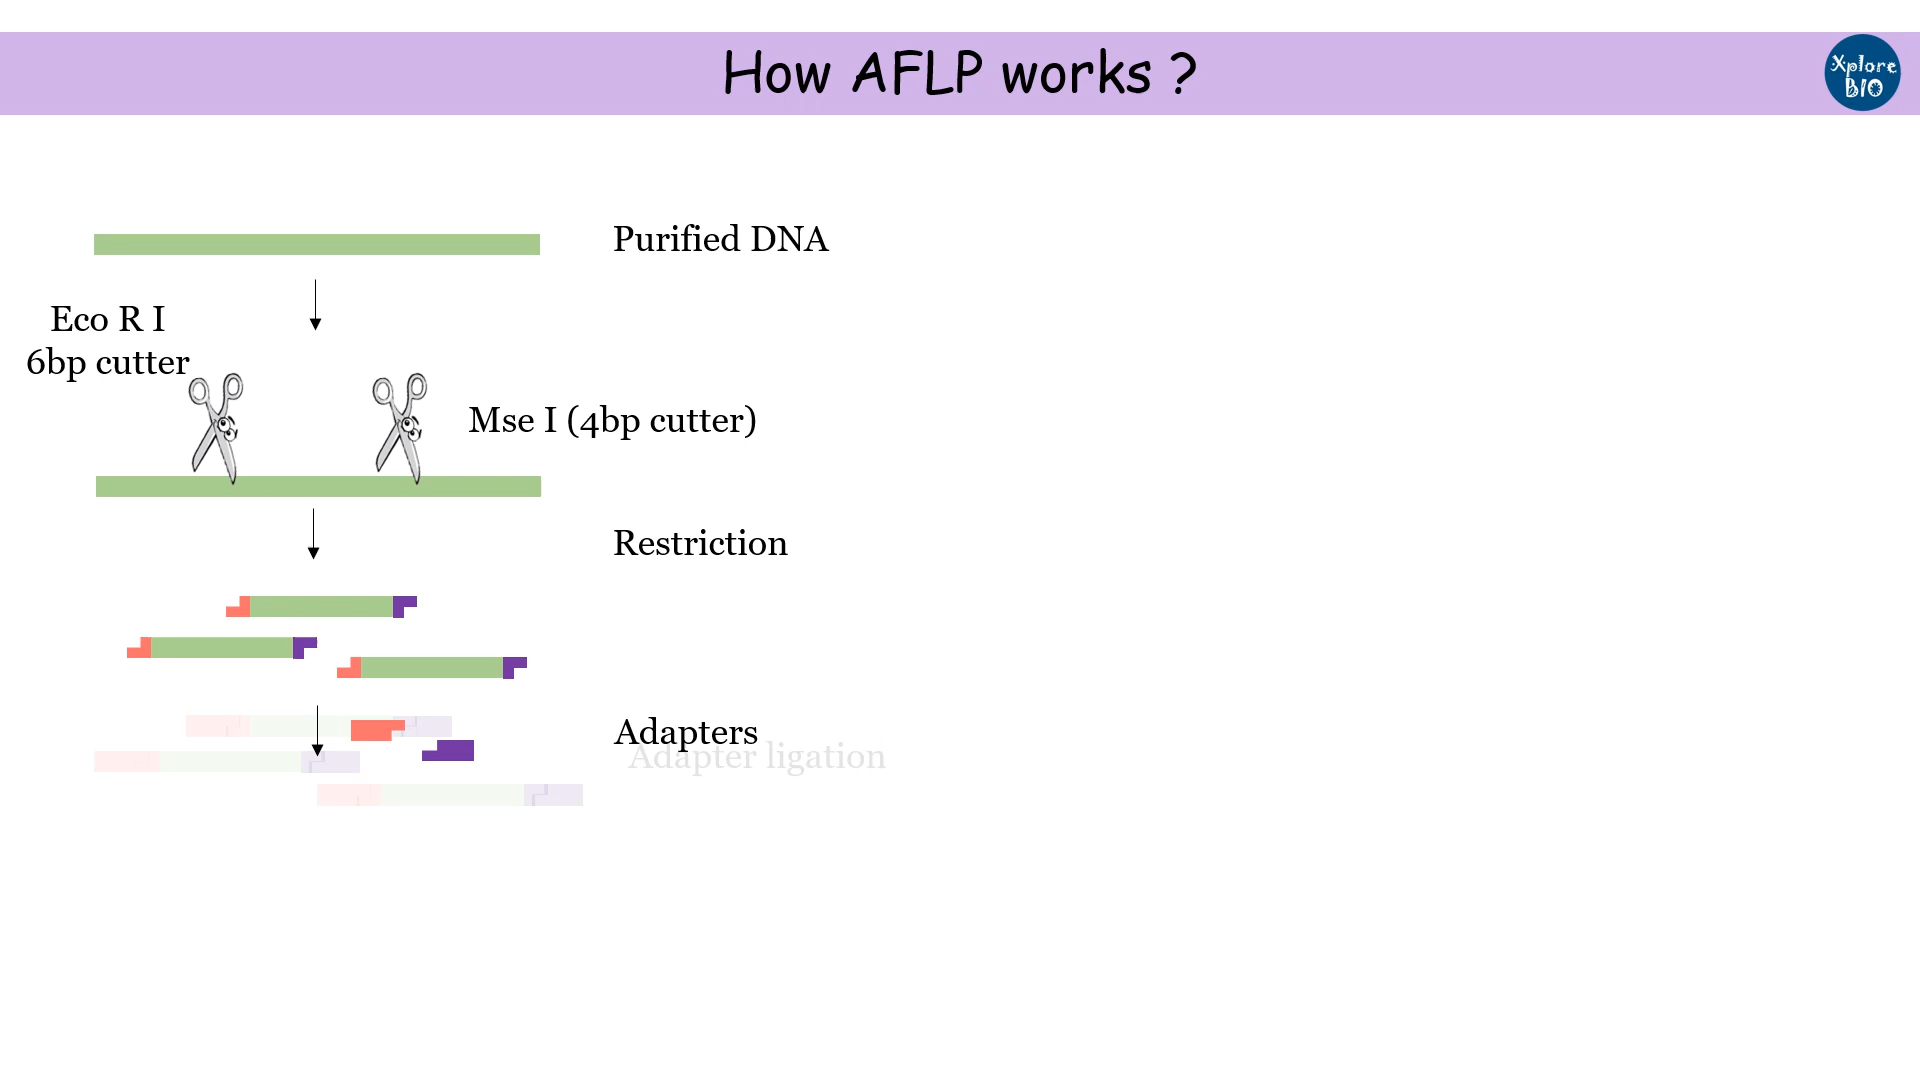 How AFLP works ?
Xplore
BIO
Purified DNA
Eco R I
6bp cutter
Mse I (4bp cutter)
Restriction
Adapters
Adapter ligation